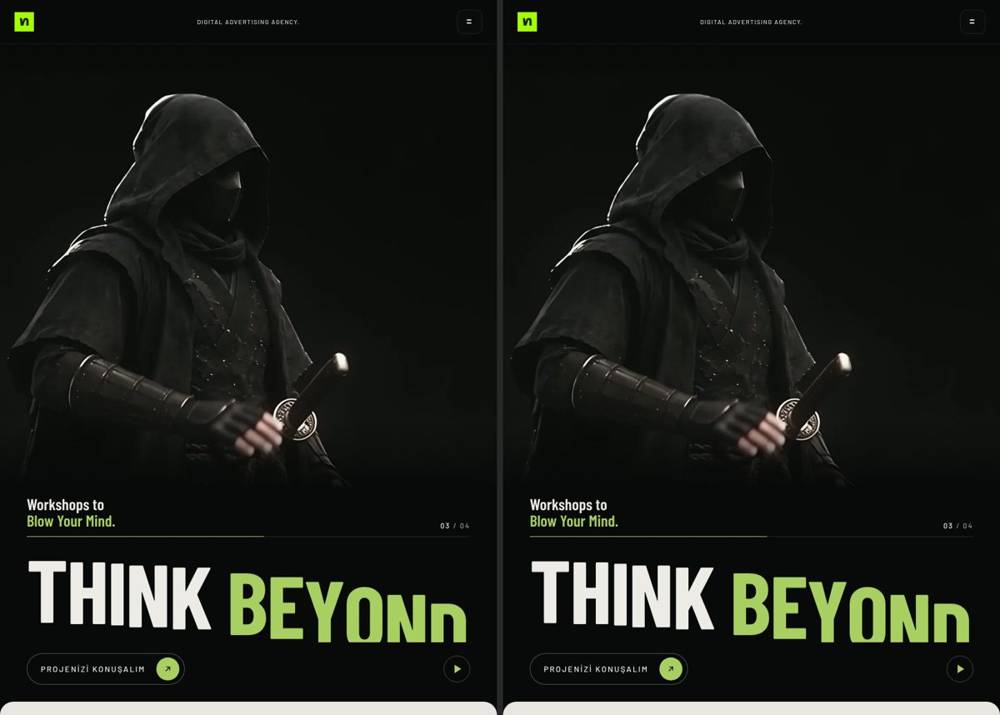 DIGITAL ADVERTISING AGENCY.
Workshops to
Blow Your Mind.
03 / 04
THINK BEYOND
PROJENİZİ KONUŞALIM
DIGITAL ADVERTISING AGENCY.
Workshops to
Blow Your Mind.
03 / 04
THINK BEYOND
PROJENİZİ KONUŞALIM